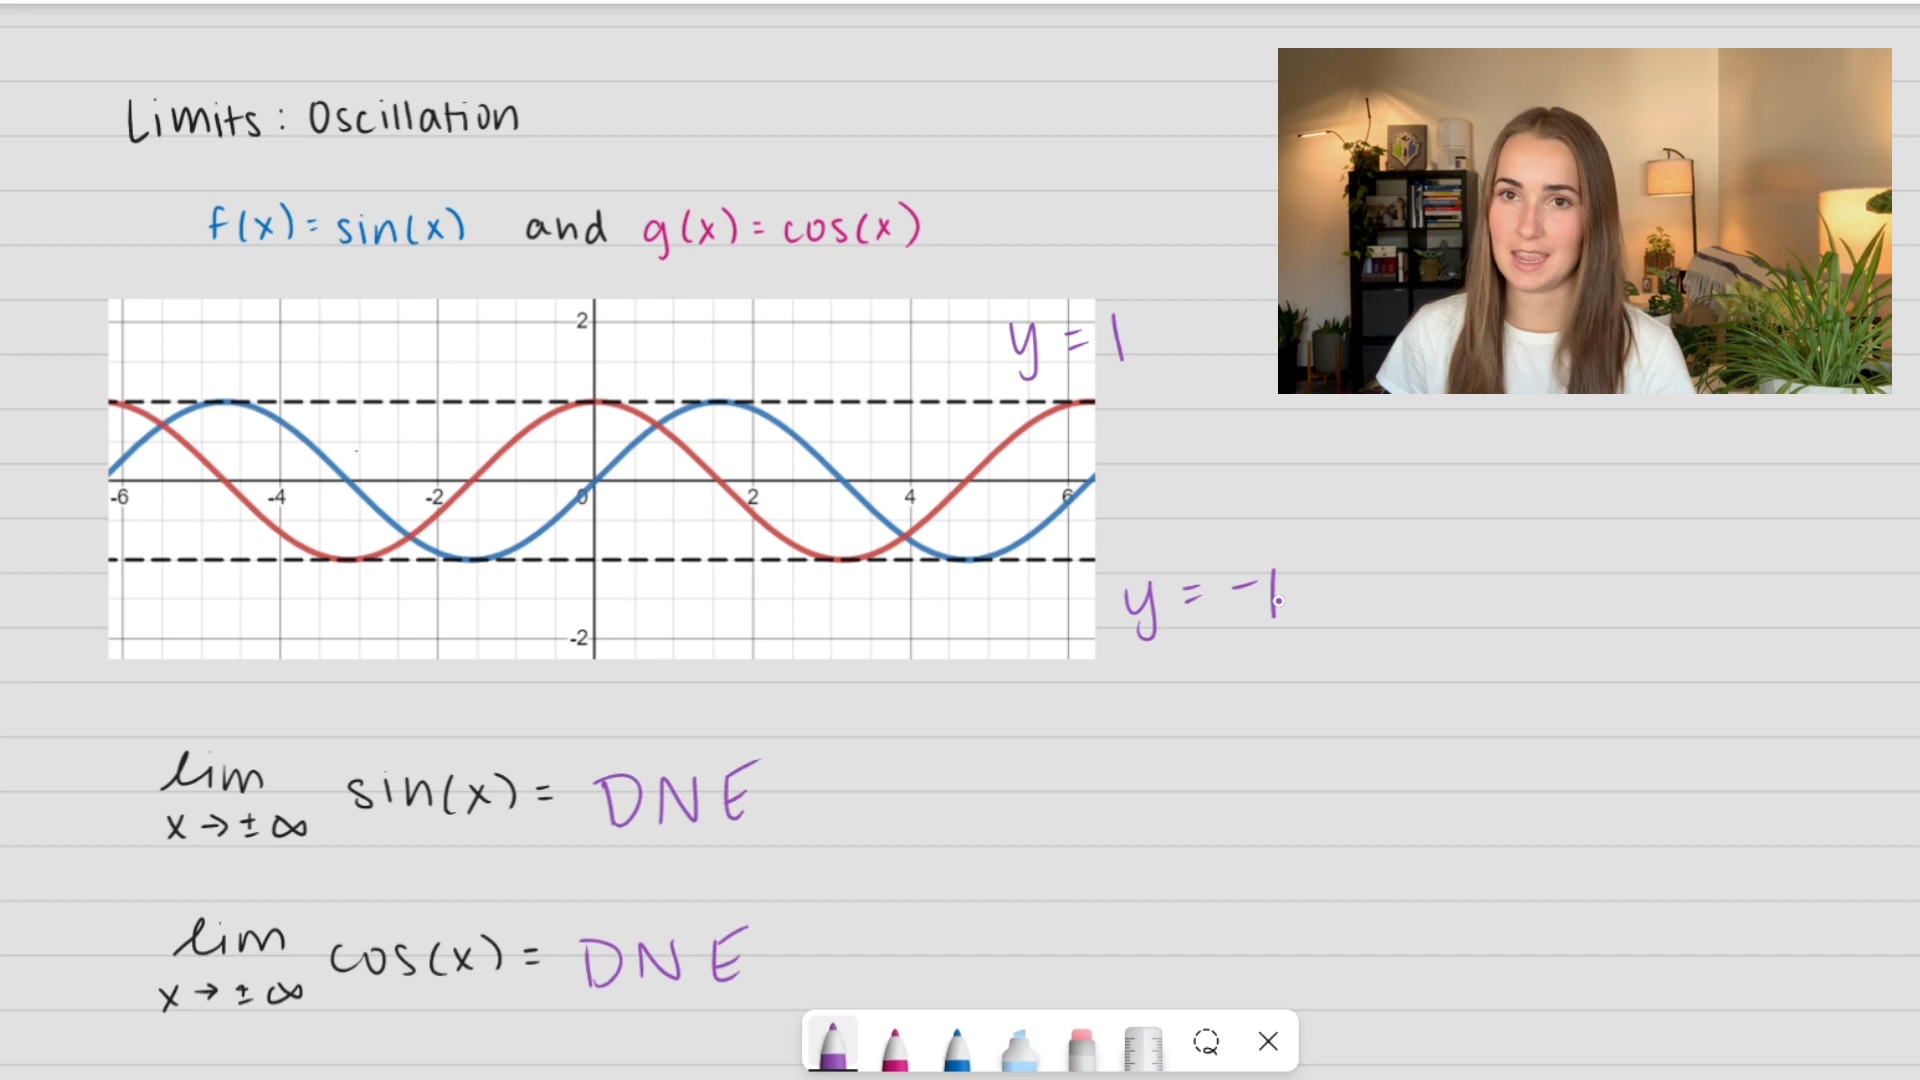 Limits: Oscillation
f(x) = sin(x) and g(x) = cos(x)
2
y = 1
-6 -4 -2 0 2 4 6
y = -1
-2
lim sin(x) = DNE
x → ± ∞
lim cos(x) = DNE
x → ± ∞